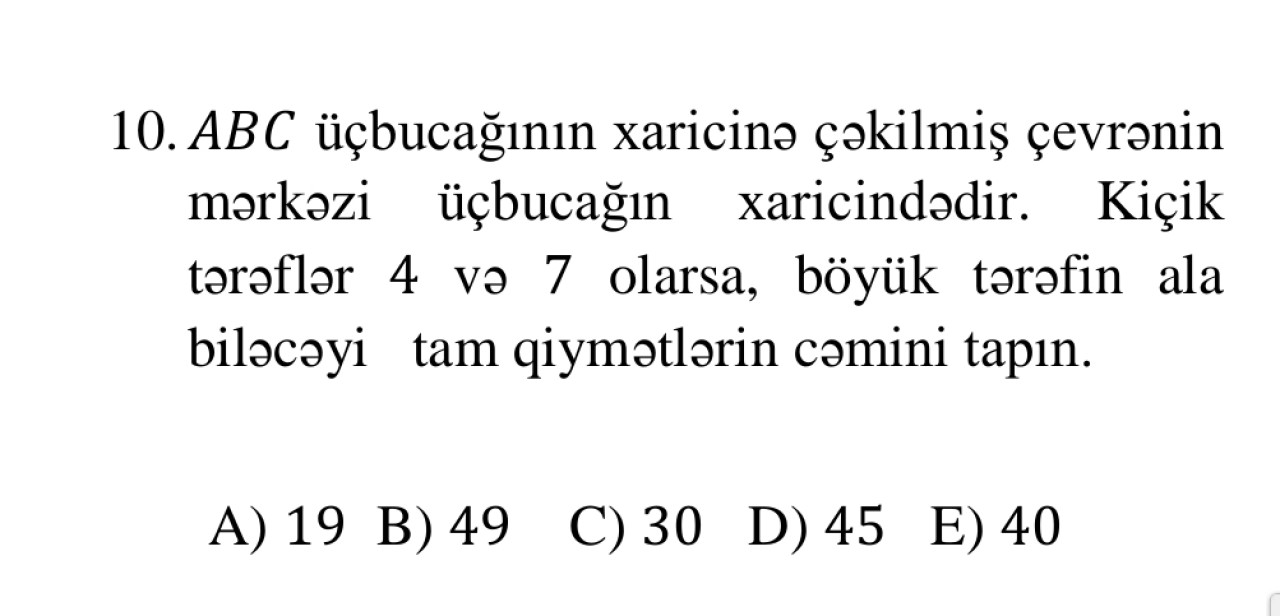 10. ABC üçbucağının xaricinə çəkilmiş çevrənin
mərkəzi üçbucağın xaricindədir. Kiçik
tərəflər 4 və 7 olarsa, böyük tərəfin ala
biləcəyi tam qiymətlərin cəmini tapın.
A) 19 B) 49 C) 30 D) 45 E) 40